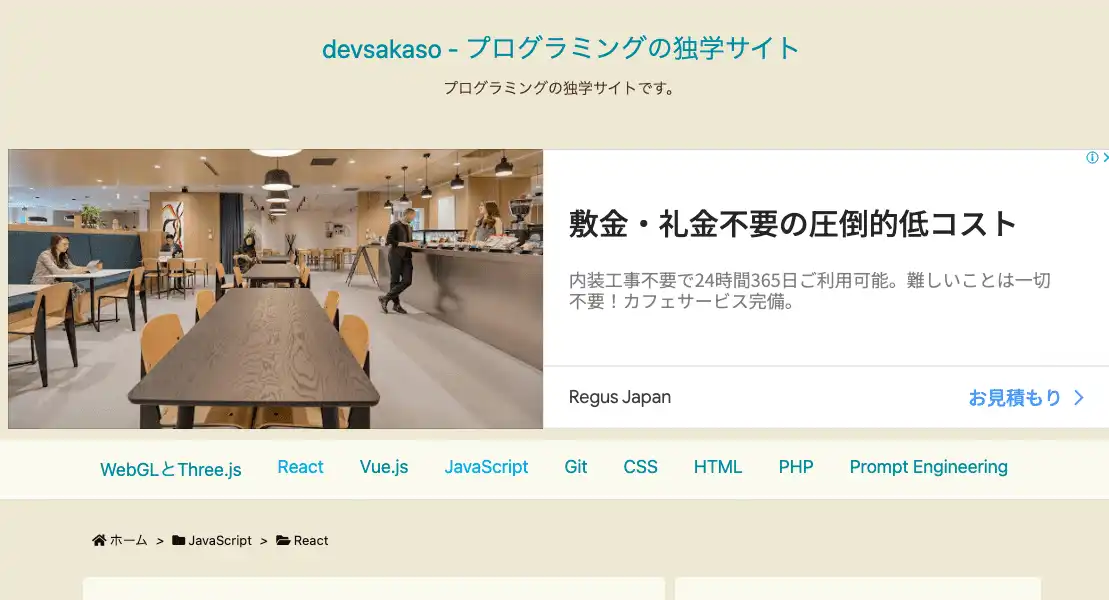 devsakaso - プログラミングの独学サイト
プログラミングの独学サイトです。
敷金・礼金不要の圧倒的低コスト
内装工事不要で24時間365日ご利用可能。難しいことは一切
不要！カフェサービス完備。
Regus Japan お見積もり
WebGLとThree.js React Vue.js JavaScript Git CSS HTML PHP Prompt Engineering
ホーム > JavaScript > React